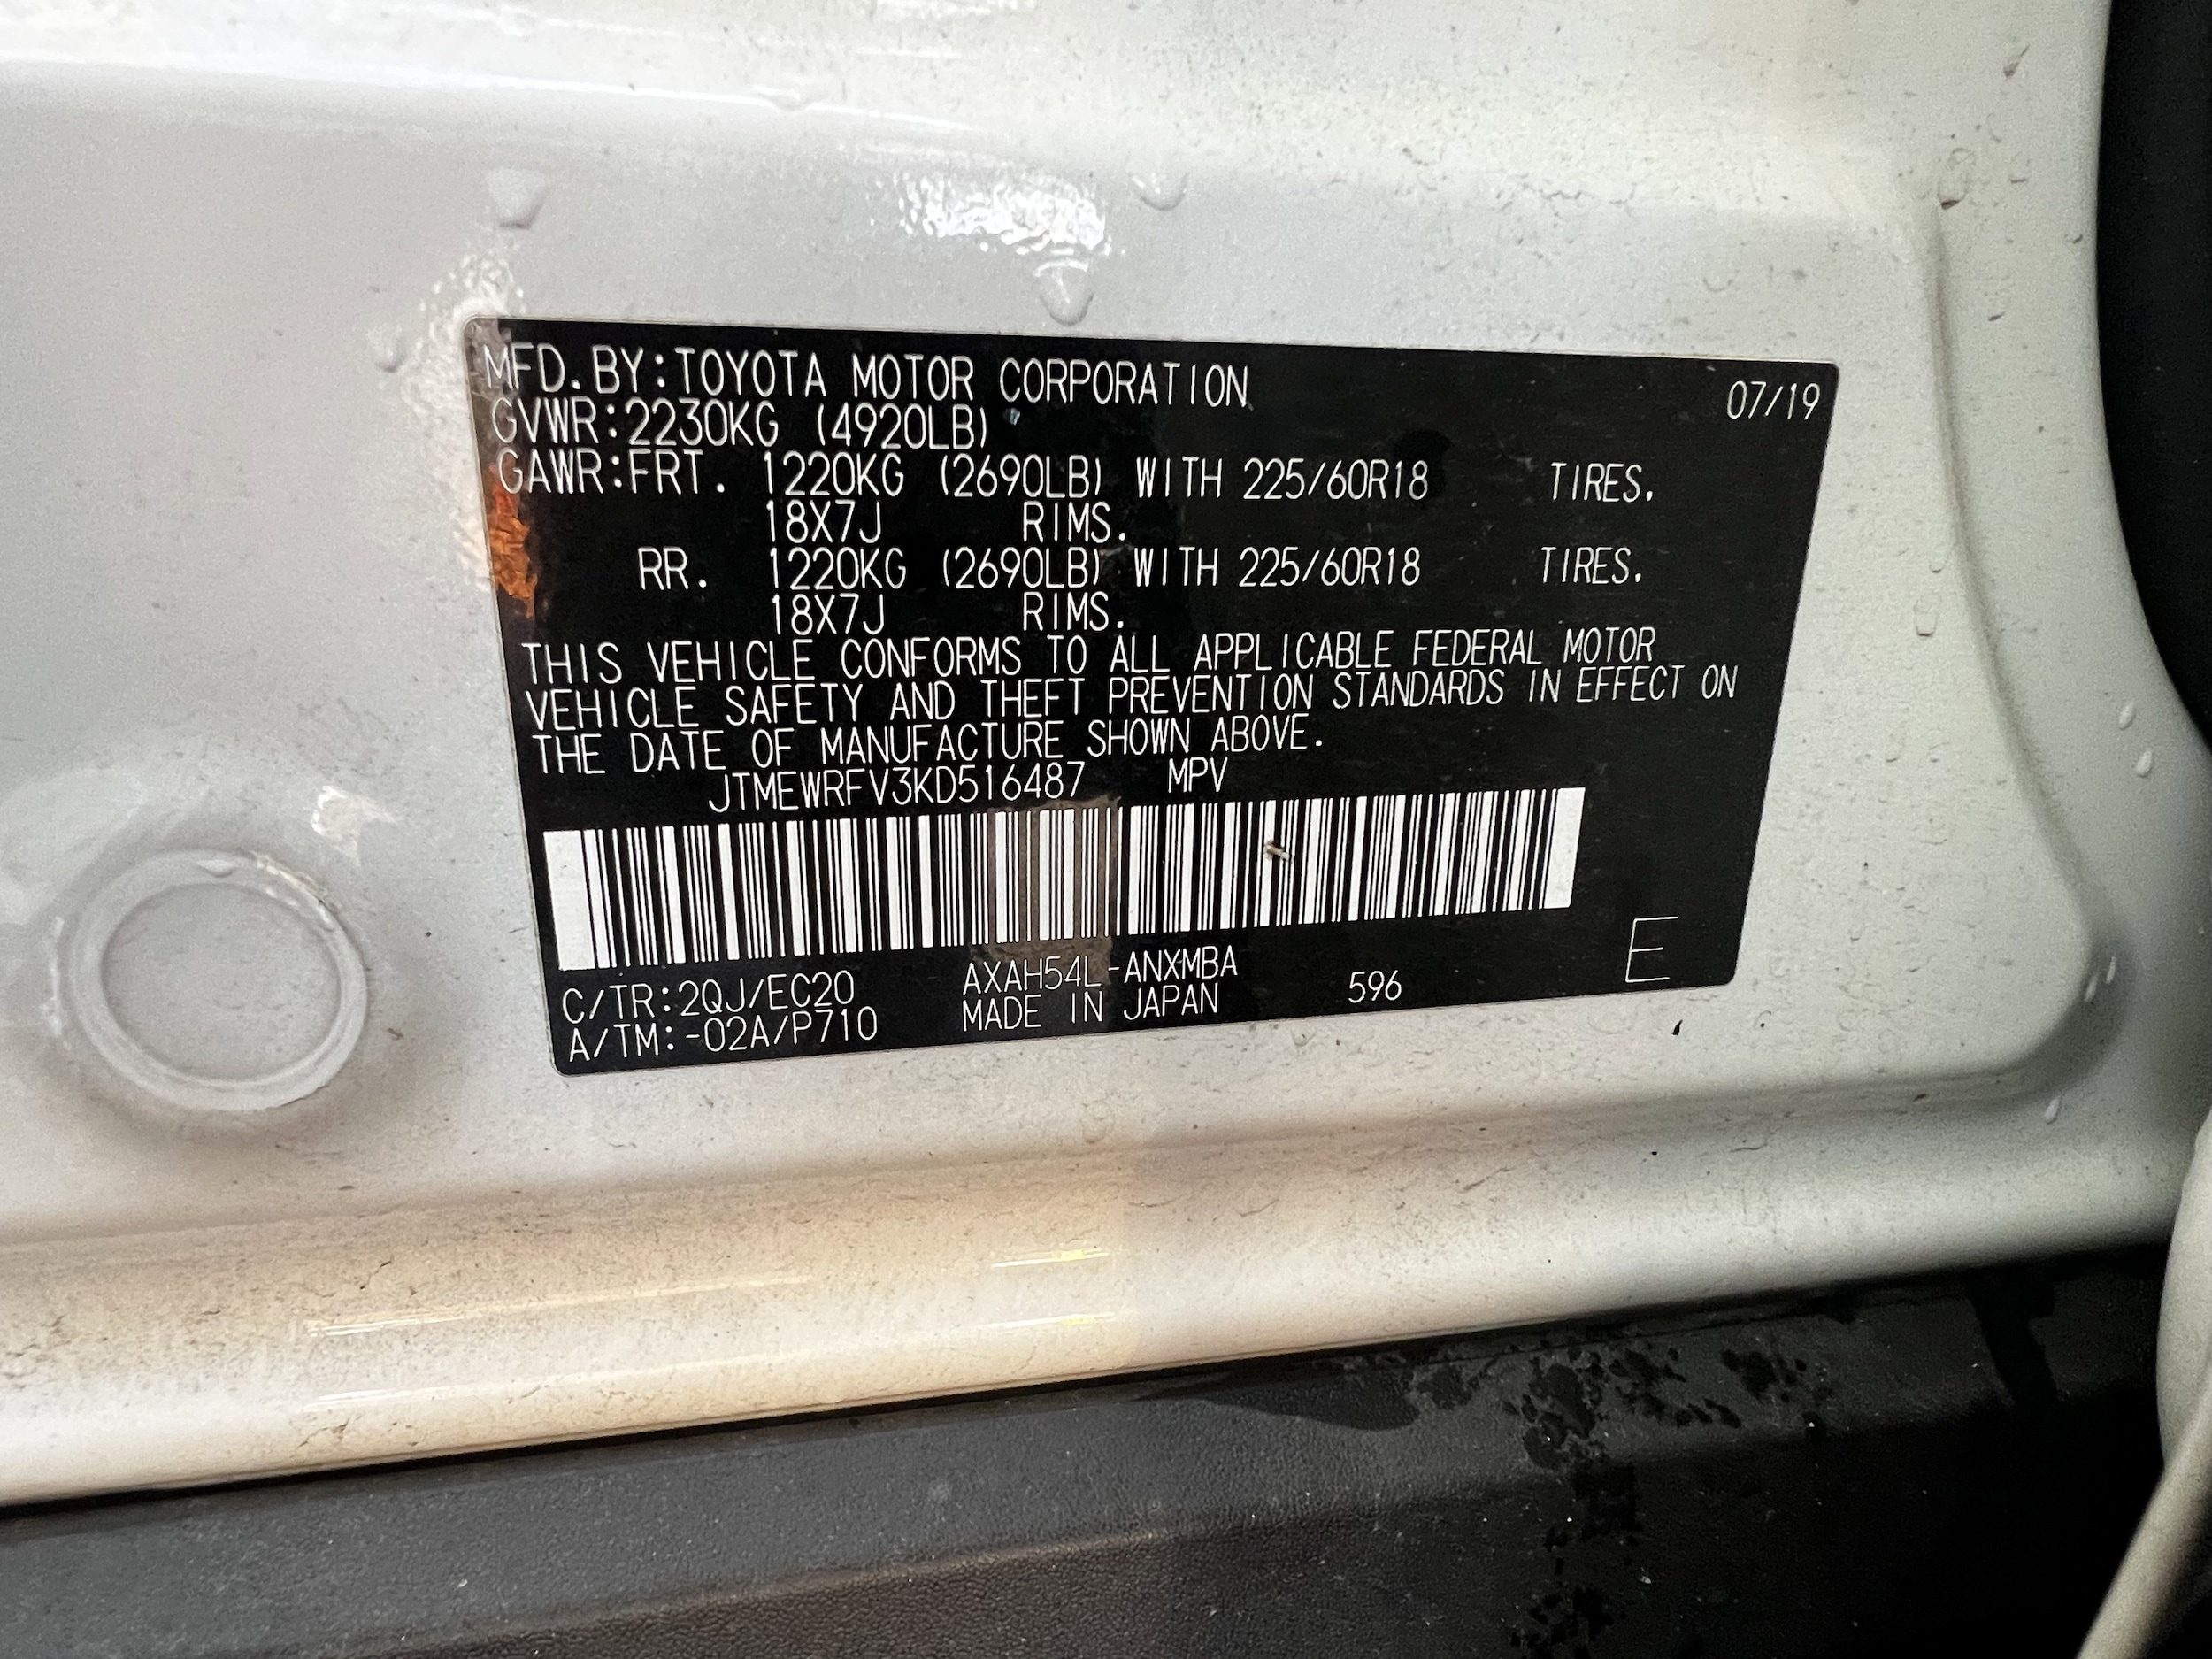 MFD.BY:TOYOTA MOTOR CORPORATION 07/19
GVWR:2230KG (4920LB)
GAWR:FRT. 1220KG (2690LB) WITH 225/60R18 TIRES.
18X7J RIMS.
RR. 1220KG (2690LB) WITH 225/60R18 TIRES.
18X7J RIMS.
THIS VEHICLE CONFORMS TO ALL APPLICABLE FEDERAL MOTOR
VEHICLE SAFETY AND THEFT PREVENTION STANDARDS IN EFFECT ON
THE DATE OF MANUFACTURE SHOWN ABOVE.
JTMEWRFV3KD516487 MPV
C/TR:2QJ/EC20 AXAH54L-ANXMBA 596 E
A/TM:-02A/P710 MADE IN JAPAN